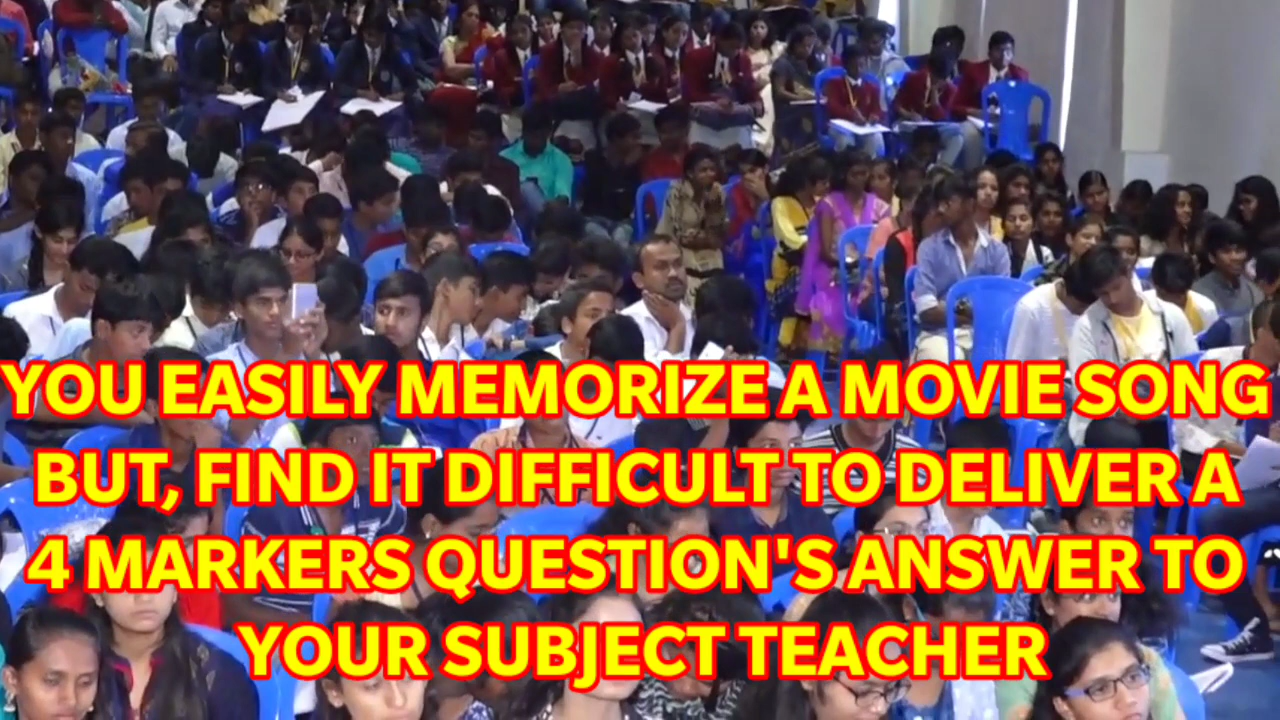 YOU EASILY MEMORIZE A MOVIE SONG
BUT, FIND IT DIFFICULT TO DELIVER A
4 MARKERS QUESTION'S ANSWER TO
YOUR SUBJECT TEACHER